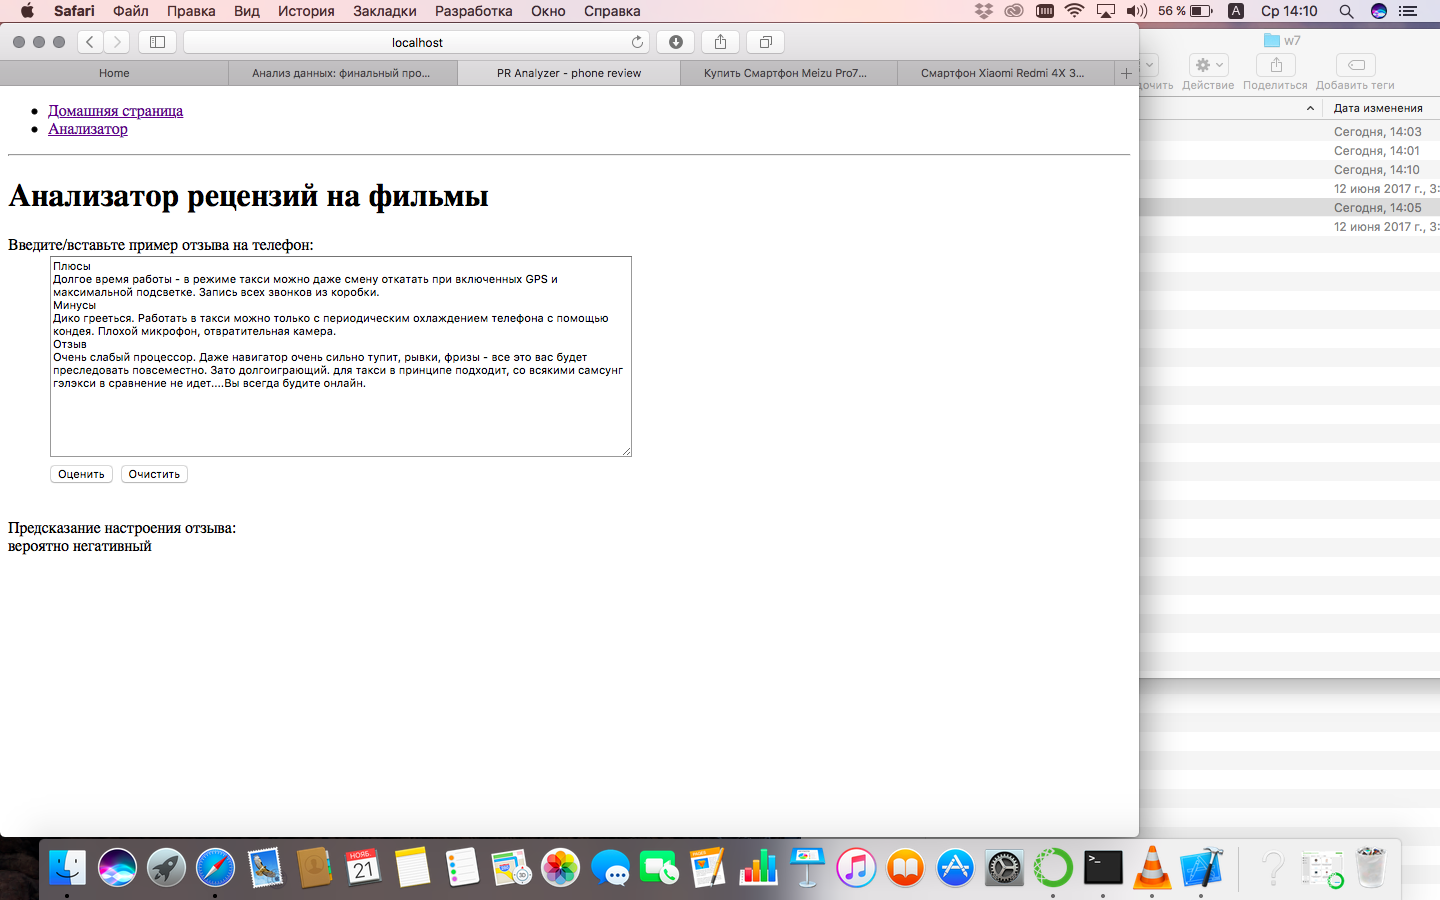 Safari Файл Правка Вид История Закладки Разработка Окно Справка 56 % A Ср 14:10
localhost
w7
Home Анализ данных: финальный про... PR Analyzer - phone review Купить Смартфон Meizu Pro7... Смартфон Xiaomi Redmi 4X 3...
дочить Действие Поделиться Добавить теги
Дата изменения
Сегодня, 14:03
Сегодня, 14:01
Сегодня, 14:10
12 июня 2017 г., 3:
Сегодня, 14:05
12 июня 2017 г., 3:
Домашняя страница
Анализатор
Анализатор рецензий на фильмы
Введите/вставьте пример отзыва на телефон:
Плюсы
Долгое время работы - в режиме такси можно даже смену откатать при включенных GPS и
максимальной подсветке. Запись всех звонков из коробки.
Минусы
Дико грееться. Работать в такси можно только с периодическим охлаждением телефона с помощью
кондея. Плохой микрофон, отвратительная камера.
Отзыв
Очень слабый процессор. Даже навигатор очень сильно тупит, рывки, фризы - все это вас будет
преследовать повсеместно. Зато долгоиграющий. для такси в принципе подходит, со всякими самсунг
гэлэкси в сравнение не идет....Вы всегда будите онлайн.
Оценить Очистить
Предсказание настроения отзыва:
вероятно негативный
НОЯБ.
21